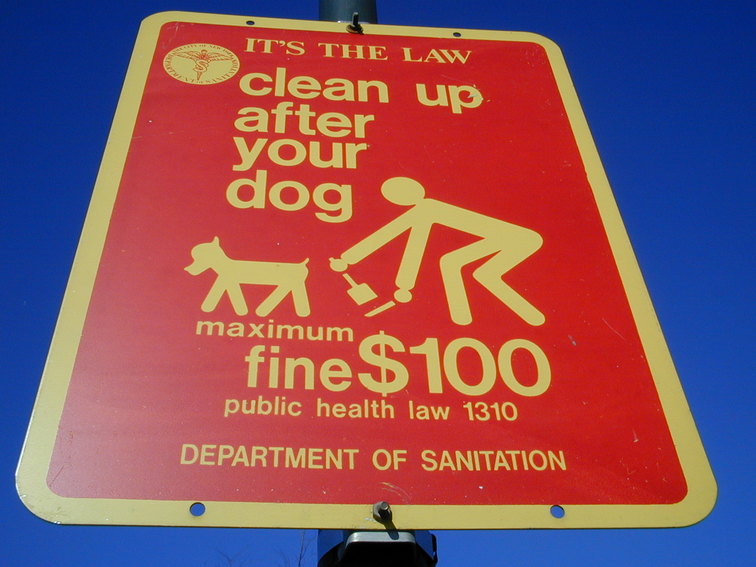 IT'S THE LAW
clean up
after
your
dog
maximum
fine $100
public health law 1310
DEPARTMENT OF SANITATION